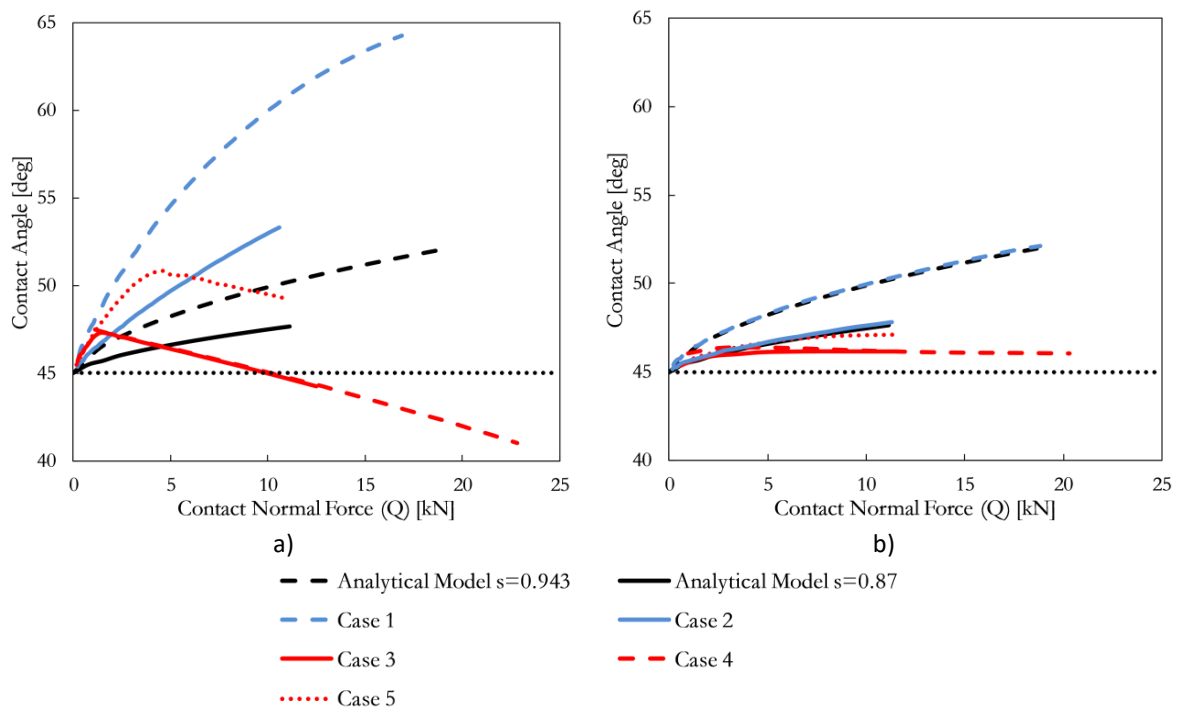 65
60
55
50
45
40
0 5 10 15 20 25
Contact Angle [deg]
Contact Normal Force (Q) [kN]
a)
65
60
55
50
45
40
0 5 10 15 20 25
Contact Angle [deg]
Contact Normal Force (Q) [kN]
b)
Analytical Model s=0.943
Analytical Model s=0.87
Case 1
Case 2
Case 3
Case 4
Case 5